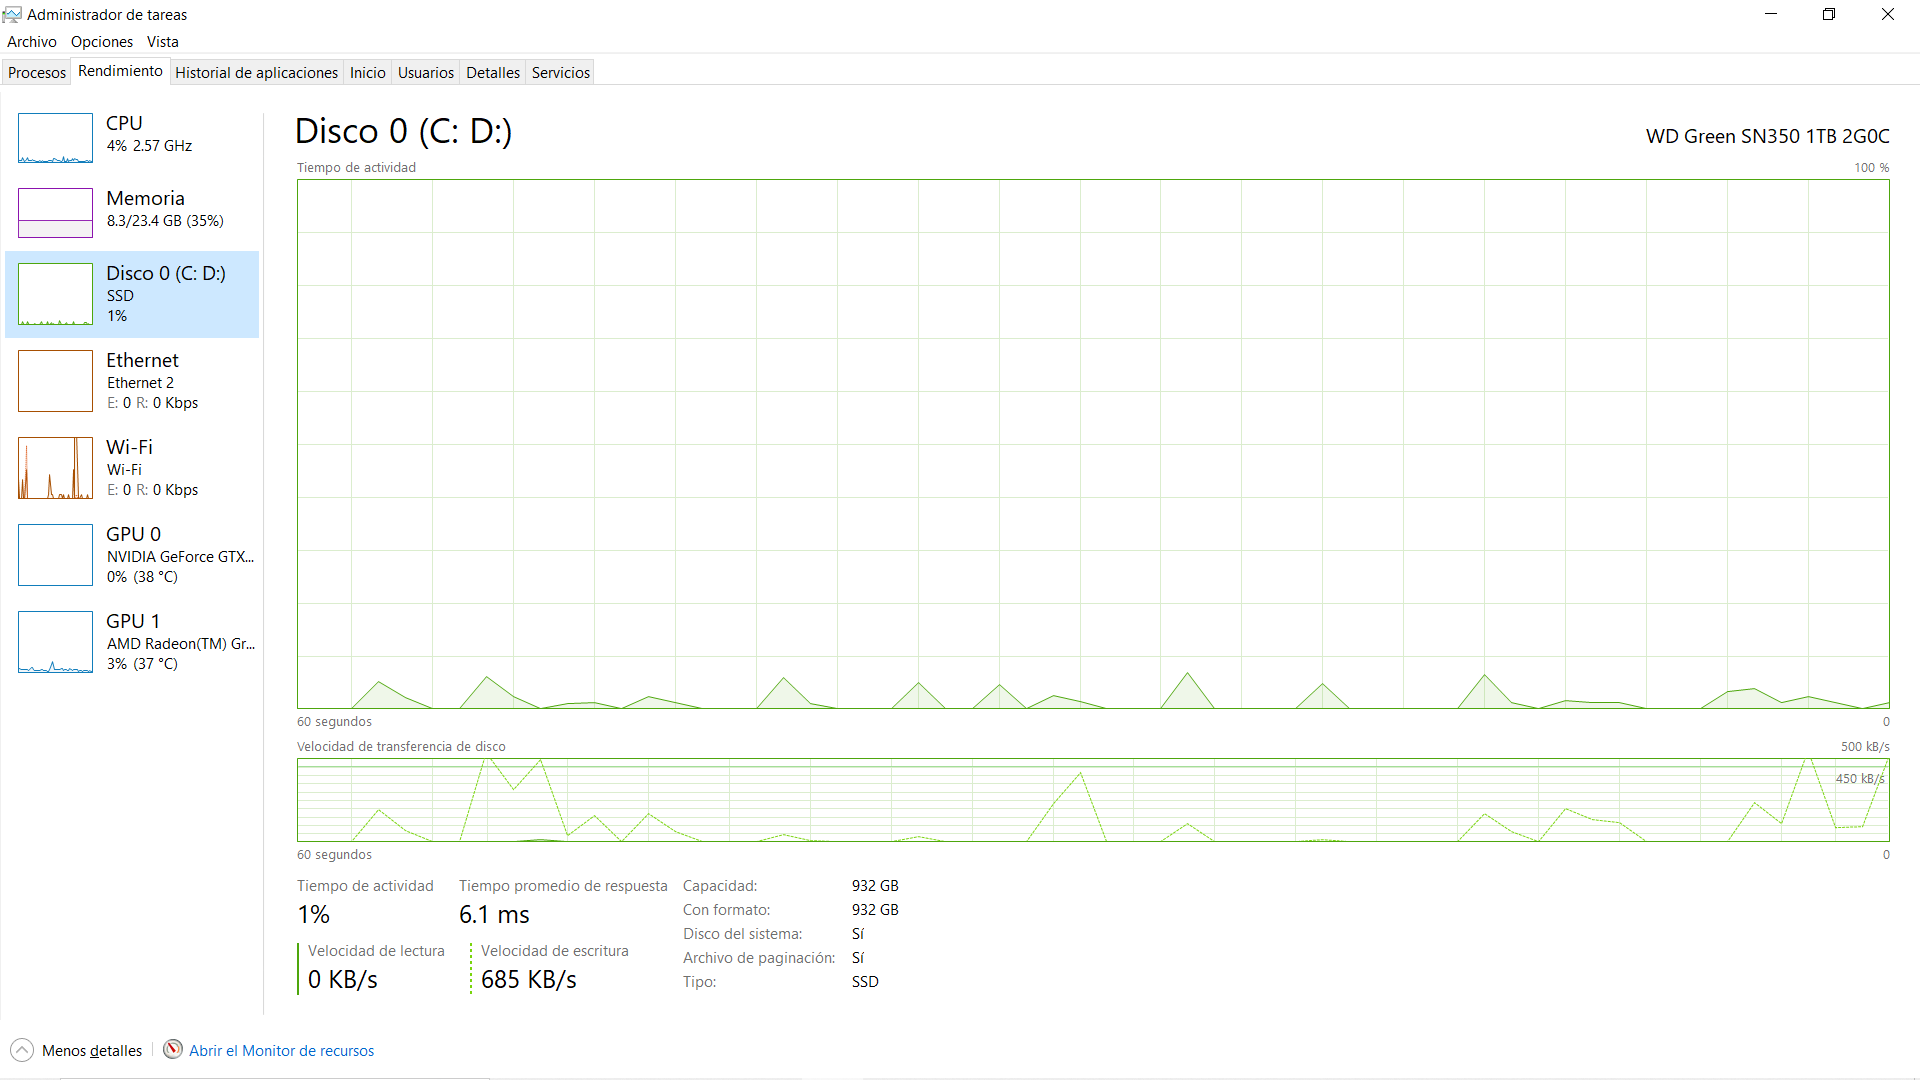 Administrador de tareas
Archivo Opciones Vista
Procesos Rendimiento Historial de aplicaciones Inicio Usuarios Detalles Servicios
CPU
4% 2.57 GHz
Memoria
8.3/23.4 GB (35%)
Disco 0 (C: D:)
SSD
1%
Ethernet
Ethernet 2
E: 0 R: 0 Kbps
Wi-Fi
Wi-Fi
E: 0 R: 0 Kbps
GPU 0
NVIDIA GeForce GTX...
0% (38 °C)
GPU 1
AMD Radeon(TM) Gr...
3% (37 °C)
Disco 0 (C: D:)
WD Green SN350 1TB 2G0C
Tiempo de actividad
100 %
60 segundos
0
Velocidad de transferencia de disco
500 kB/s
450 kB/s
60 segundos
0
Tiempo de actividad
1%
Tiempo promedio de respuesta
6.1 ms
Velocidad de lectura
0 KB/s
Velocidad de escritura
685 KB/s
Capacidad: 932 GB
Con formato: 932 GB
Disco del sistema: Sí
Archivo de paginación: Sí
Tipo: SSD
Menos detalles
Abrir el Monitor de recursos